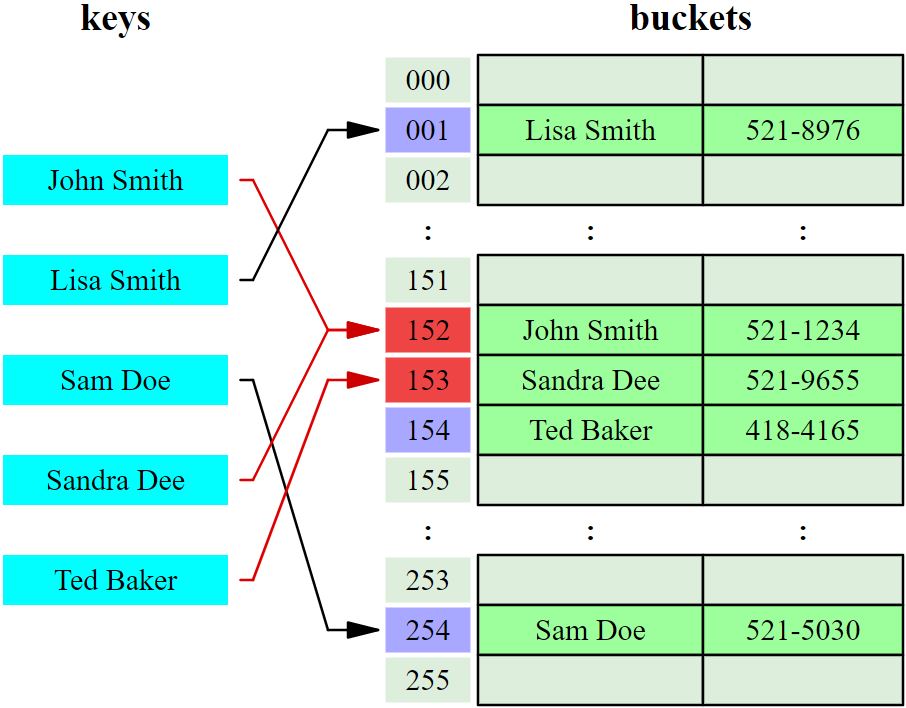 keys
buckets
John Smith
Lisa Smith
Sam Doe
Sandra Dee
Ted Baker
000
001 Lisa Smith 521-8976
002
: : :
151
152 John Smith 521-1234
153 Sandra Dee 521-9655
154 Ted Baker 418-4165
155
: : :
253
254 Sam Doe 521-5030
255